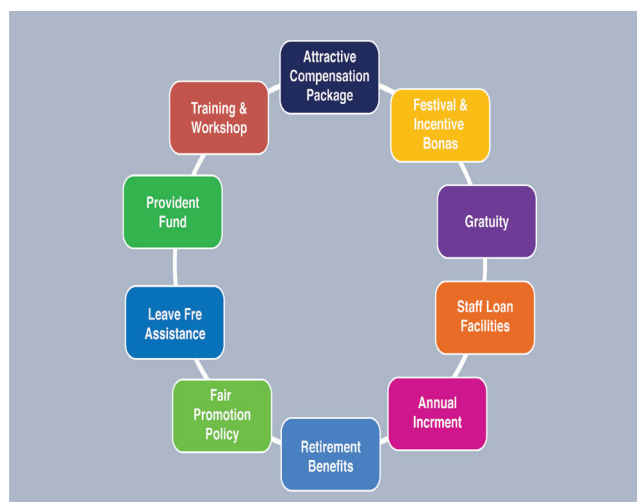 Attractive
Compensation
Package
Festival &
Incentive
Bonas
Gratuity
Staff Loan
Facilities
Annual
Incrment
Retirement
Benefits
Fair
Promotion
Policy
Leave Fre
Assistance
Provident
Fund
Training &
Workshop